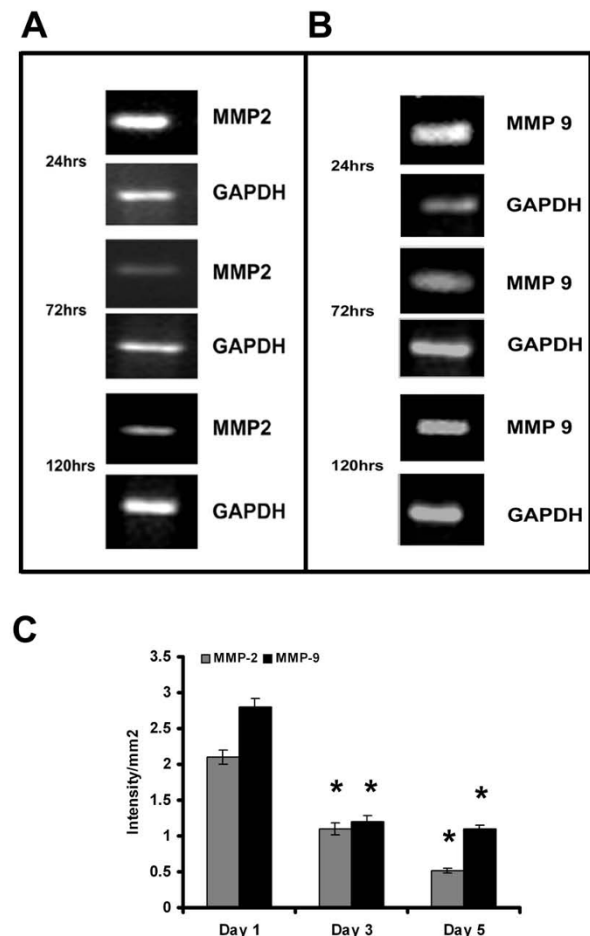 A
MMP2
24hrs
GAPDH
MMP2
72hrs
GAPDH
MMP2
120hrs
GAPDH
B
MMP 9
24hrs
GAPDH
MMP 9
72hrs
GAPDH
MMP 9
120hrs
GAPDH
C
MMP-2 MMP-9
Intensity/mm2
3.5
3
2.5
2
1.5
1
0.5
0
* *
* *
Day 1 Day 3 Day 5